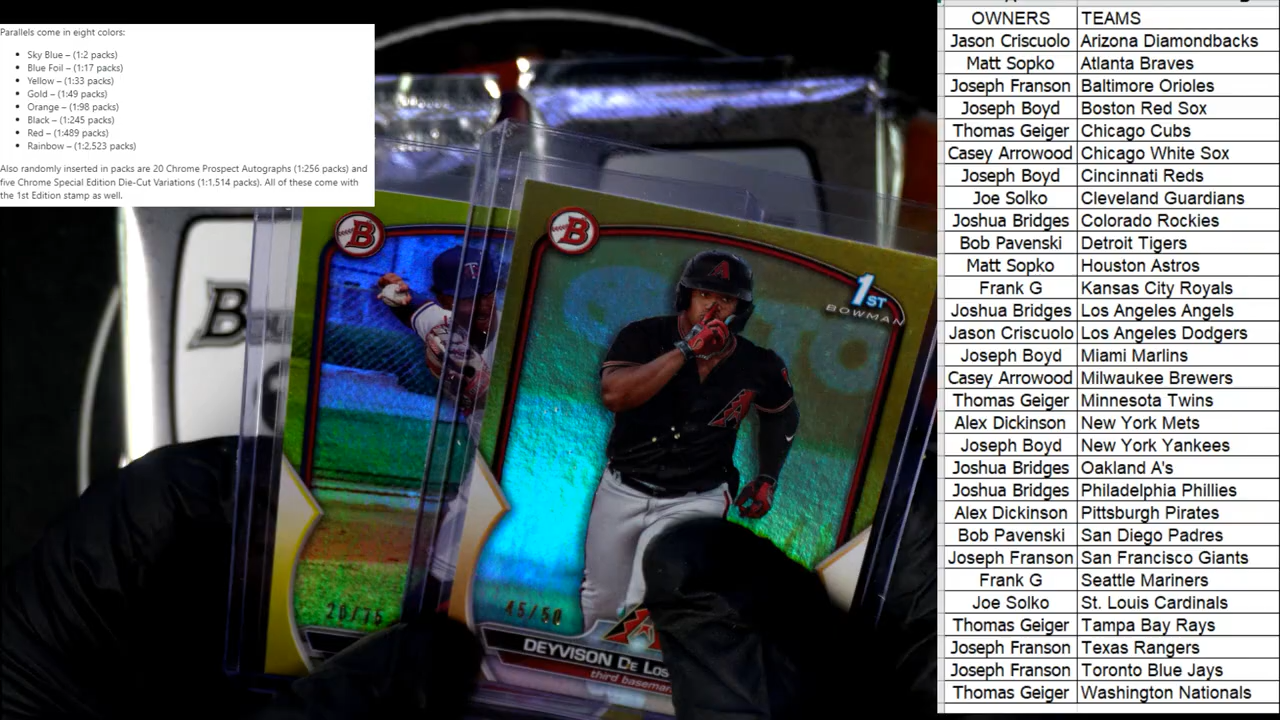 Parallels come in eight colors:
Sky Blue – (1:2 packs)
Blue Foil – (1:17 packs)
Yellow – (1:33 packs)
Gold – (1:49 packs)
Orange – (1:98 packs)
Black – (1:245 packs)
Red – (1:489 packs)
Rainbow – (1:2,523 packs)
Also randomly inserted in packs are 20 Chrome Prospect Autographs (1:256 packs) and
five Chrome Special Edition Die-Cut Variations (1:1,514 packs). All of these come with
the 1st Edition stamp as well.
B
B
B
1ST
BOWMAN
A
20/75
45/50
DEYVISON DE LOS
third baseman
OWNERS TEAMS
Jason Criscuolo Arizona Diamondbacks
Matt Sopko Atlanta Braves
Joseph Franson Baltimore Orioles
Joseph Boyd Boston Red Sox
Thomas Geiger Chicago Cubs
Casey Arrowood Chicago White Sox
Joseph Boyd Cincinnati Reds
Joe Solko Cleveland Guardians
Joshua Bridges Colorado Rockies
Bob Pavenski Detroit Tigers
Matt Sopko Houston Astros
Frank G Kansas City Royals
Joshua Bridges Los Angeles Angels
Jason Criscuolo Los Angeles Dodgers
Joseph Boyd Miami Marlins
Casey Arrowood Milwaukee Brewers
Thomas Geiger Minnesota Twins
Alex Dickinson New York Mets
Joseph Boyd New York Yankees
Joshua Bridges Oakland A's
Joshua Bridges Philadelphia Phillies
Alex Dickinson Pittsburgh Pirates
Bob Pavenski San Diego Padres
Joseph Franson San Francisco Giants
Frank G Seattle Mariners
Joe Solko St. Louis Cardinals
Thomas Geiger Tampa Bay Rays
Joseph Franson Texas Rangers
Joseph Franson Toronto Blue Jays
Thomas Geiger Washington Nationals